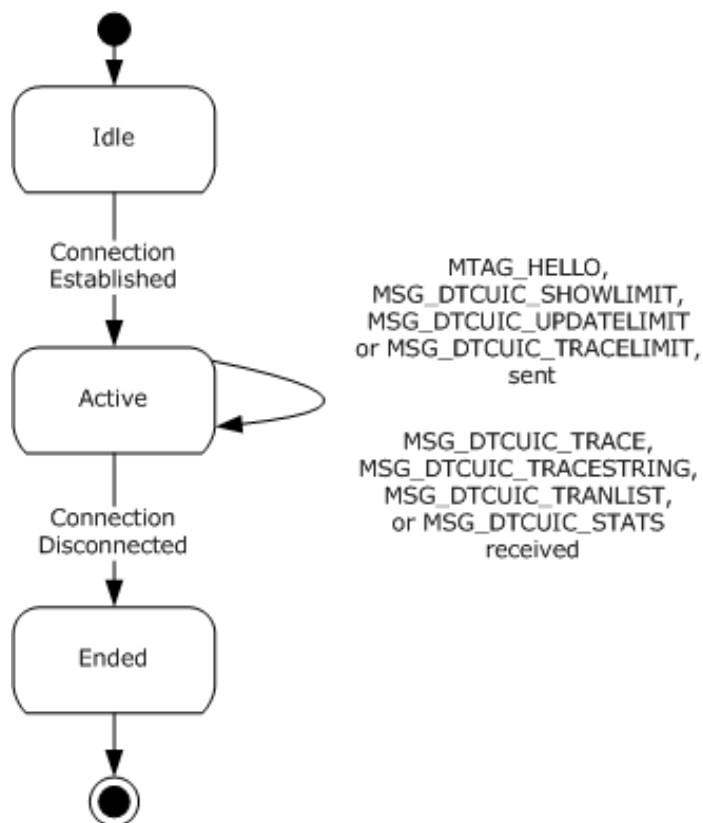 Idle
Connection
Established
MTAG_HELLO,
MSG_DTCUIC_SHOWLIMIT,
MSG_DTCUIC_UPDATELIMIT
or MSG_DTCUIC_TRACELIMIT,
sent
Active
MSG_DTCUIC_TRACE,
MSG_DTCUIC_TRACESTRING,
MSG_DTCUIC_TRANLIST,
or MSG_DTCUIC_STATS
received
Connection
Disconnected
Ended